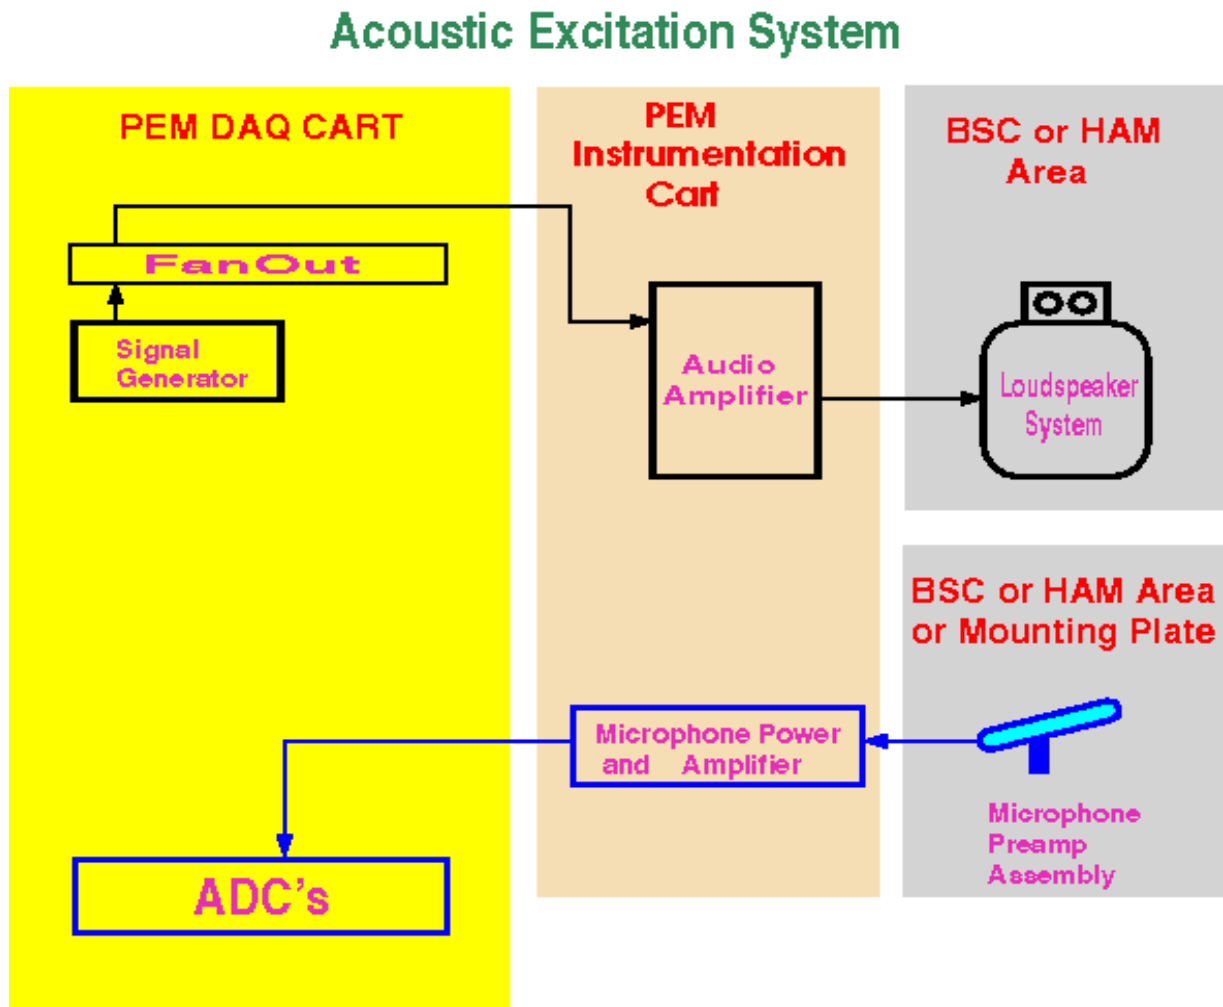 Acoustic Excitation System
PEM DAQ CART
FanOut
Signal
Generator
ADC's
PEM
Instrumentation
Cart
Audio
Amplifier
Microphone Power
and Amplifier
BSC or HAM
Area
Loudspeaker
System
BSC or HAM Area
or Mounting Plate
Microphone
Preamp
Assembly